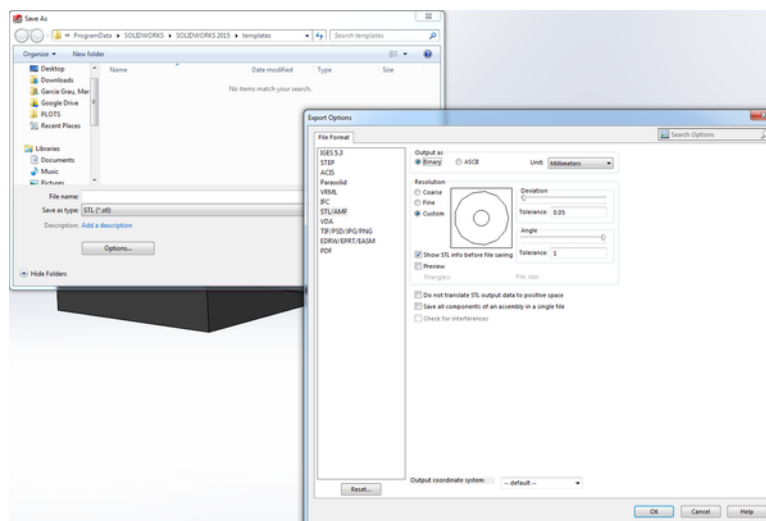 Save As
ProgramData ▸ SOLIDWORKS ▸ SOLIDWORKS 2015 ▸ templates
Search templates
Organize
New folder
Desktop
Downloads
Garcia Grau, Mar
Google Drive
PLOTS
Recent Places
Libraries
Documents
Music
Pictures
Name
Date modified
Type
Size
No items match your search.
File name:
Save as type: STL (*.stl)
Description: Add a description
Options...
Hide Folders
Export Options
File Format
Search Options
IGES 5.3
STEP
ACIS
Parasolid
VRML
IFC
STL/AMF
VDA
TIF/PSD/JPG/PNG
EDRW/EPRT/EASM
PDF
Reset...
Output as
Binary
ASCII
Unit: Millimeters
Resolution
Coarse
Fine
Custom
Deviation
Tolerance: 0.05
Angle
Tolerance: 1
Show STL info before file saving
Preview
Triangles:
File size:
Do not translate STL output data to positive space
Save all components of an assembly in a single file
Check for interferences
Output coordinate system: -- default --
OK
Cancel
Help